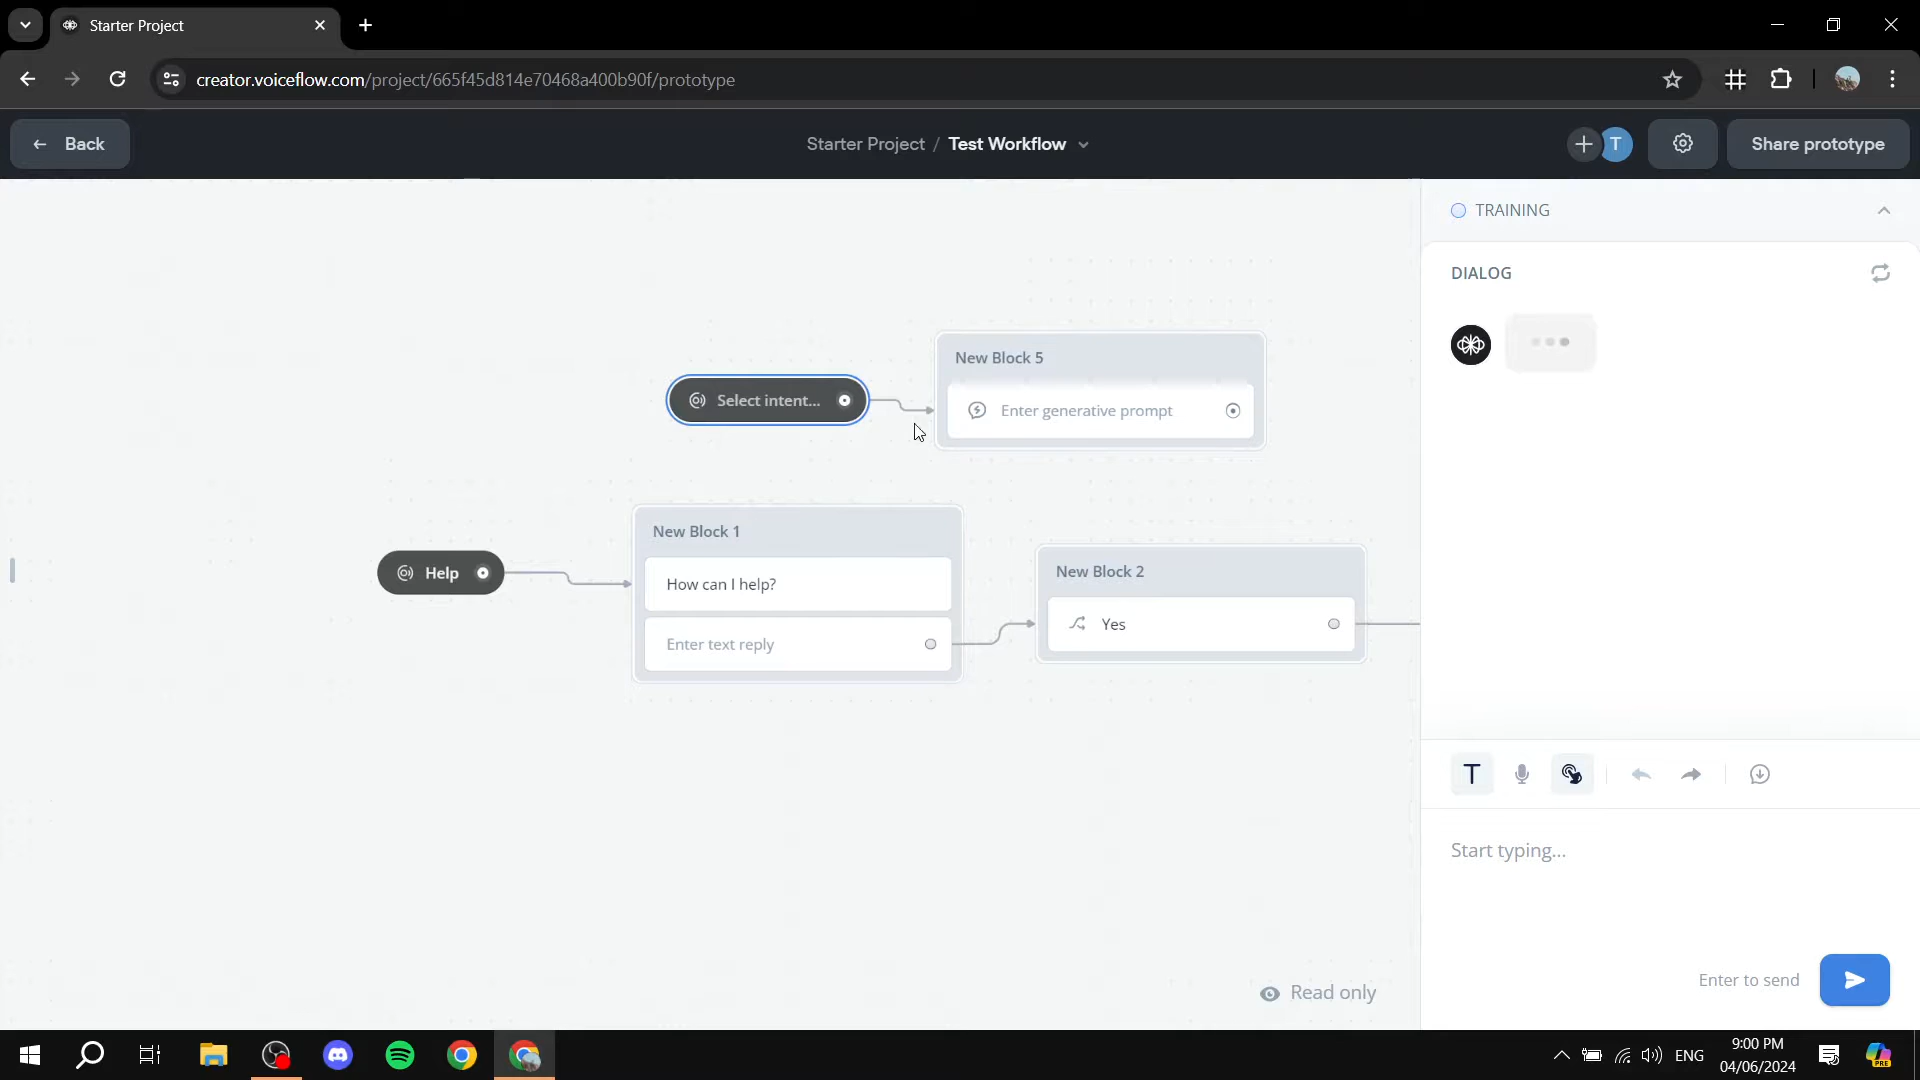 Starter Project
creator.voiceflow.com/project/665f45d814e70468a400b90f/prototype
Back
Starter Project / Test Workflow
T
Share prototype
TRAINING
DIALOG
New Block 5
Select intent...
Enter generative prompt
New Block 1
Help
How can I help?
New Block 2
Yes
Enter text reply
T
Start typing...
Enter to send
Read only
ENG
9:00 PM
04/06/2024
PRE